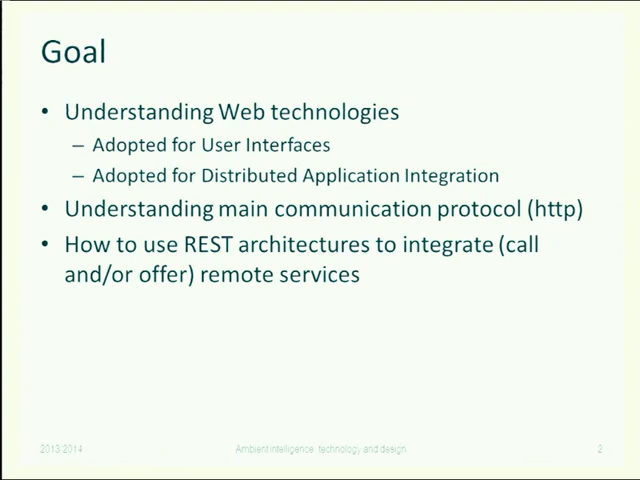 Goal
• Understanding Web technologies
– Adopted for User Interfaces
– Adopted for Distributed Application Integration
• Understanding main communication protocol (http)
• How to use REST architectures to integrate (call
and/or offer) remote services
2013/2014 Ambient intelligence: technology and design 2